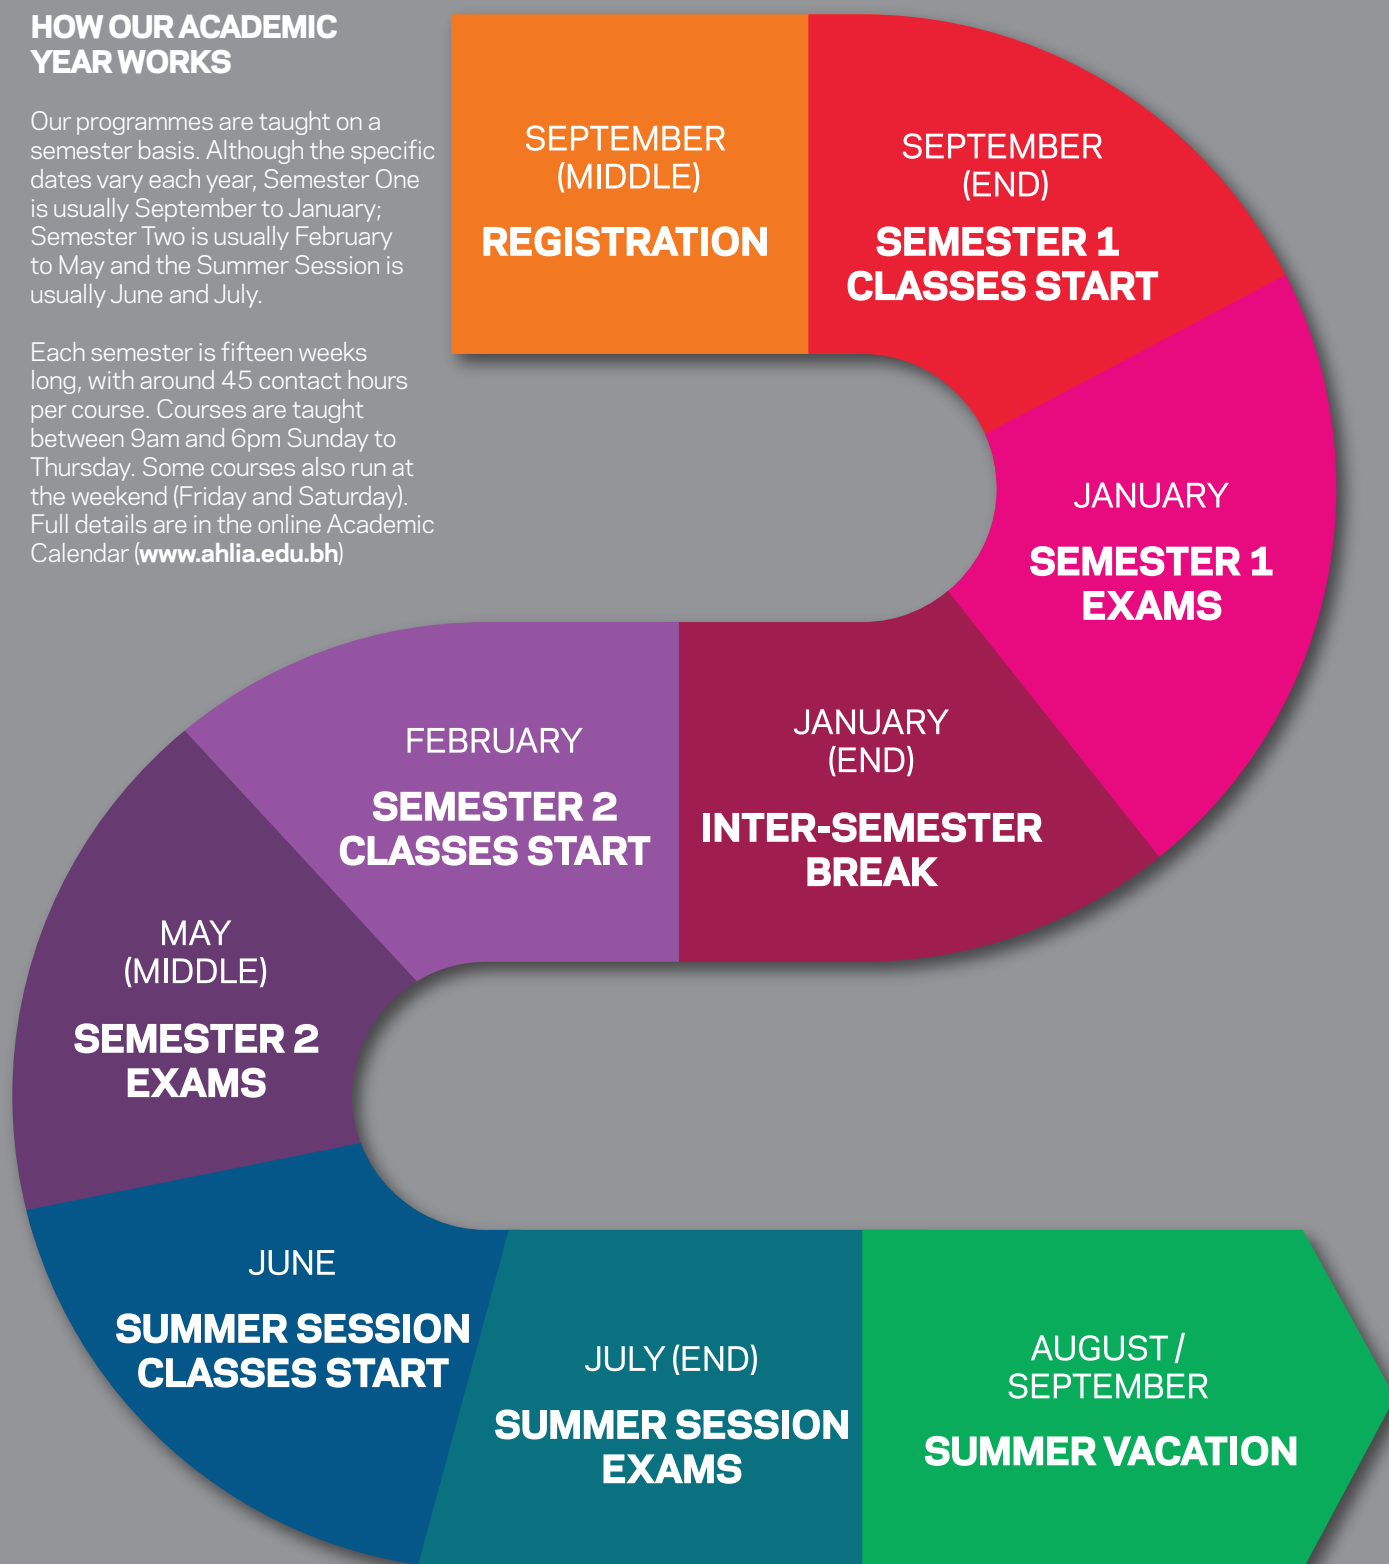 HOW OUR ACADEMIC
YEAR WORKS
Our programmes are taught on a
semester basis. Although the specific
dates vary each year, Semester One
is usually September to January;
Semester Two is usually February
to May and the Summer Session is
usually June and July.
Each semester is fifteen weeks
long, with around 45 contact hours
per course. Courses are taught
between 9am and 6pm Sunday to
Thursday. Some courses also run at
the weekend (Friday and Saturday).
Full details are in the online Academic
Calendar (www.ahlia.edu.bh)
SEPTEMBER
(MIDDLE)
REGISTRATION
SEPTEMBER
(END)
SEMESTER 1
CLASSES START
JANUARY
SEMESTER 1
EXAMS
JANUARY
(END)
INTER-SEMESTER
BREAK
FEBRUARY
SEMESTER 2
CLASSES START
MAY
(MIDDLE)
SEMESTER 2
EXAMS
JUNE
SUMMER SESSION
CLASSES START
JULY (END)
SUMMER SESSION
EXAMS
AUGUST /
SEPTEMBER
SUMMER VACATION